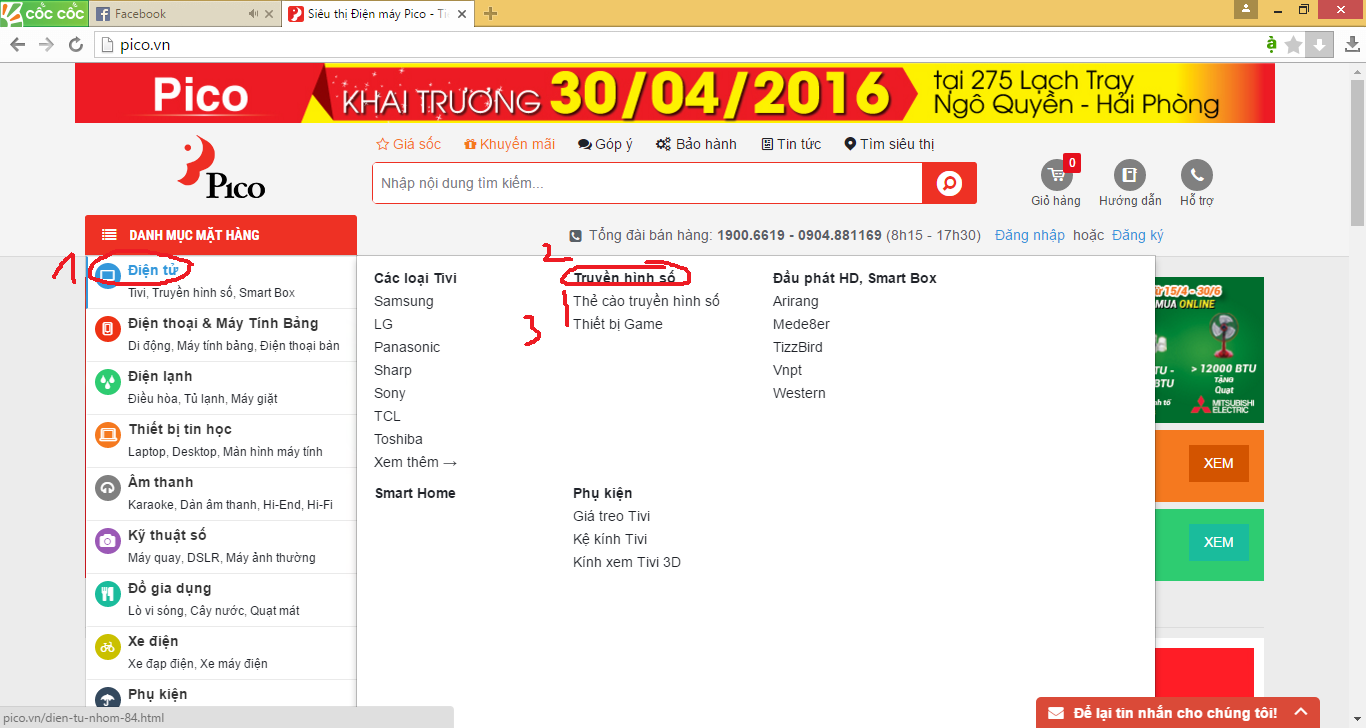 cốc cốc
Facebook
Siêu thị Điện máy Pico - Ti
pico.vn
Pico
KHAI TRƯƠNG 30/04/2016
tại 275 Lạch Tray
Ngô Quyền - Hải Phòng
Giá sốc Khuyến mãi Góp ý Bảo hành Tin tức Tìm siêu thị
Pico
Nhập nội dung tìm kiếm...
0
Giỏ hàng Hướng dẫn Hỗ trợ
DANH MỤC MẶT HÀNG
Tổng đài bán hàng: 1900.6619 - 0904.881169 (8h15 - 17h30) Đăng nhập hoặc Đăng ký
1
Điện tử
Tivi, Truyền hình số, Smart Box
Điện thoại & Máy Tính Bảng
Di động, Máy tính bảng, Điện thoại bàn
Điện lạnh
Điều hòa, Tủ lạnh, Máy giặt
Thiết bị tin học
Laptop, Desktop, Màn hình máy tính
Âm thanh
Karaoke, Dàn âm thanh, Hi-End, Hi-Fi
Kỹ thuật số
Máy quay, DSLR, Máy ảnh thường
Đồ gia dụng
Lò vi sóng, Cây nước, Quạt mát
Xe điện
Xe đạp điện, Xe máy điện
Phụ kiện
Các loại Tivi
Samsung
LG
Panasonic
Sharp
Sony
TCL
Toshiba
Xem thêm →
Smart Home
2
Truyền hình số
3
Thẻ cào truyền hình số
Thiết bị Game
Phụ kiện
Giá treo Tivi
Kệ kính Tivi
Kính xem Tivi 3D
Đầu phát HD, Smart Box
Arirang
Mede8er
TizzBird
Vnpt
Western
Từ 15/4 - 30/6
MUA ONLINE
TU -
BTU
> 12000 BTU
TẶNG
Quạt
MITSUBISHI
ELECTRIC
XEM
XEM
pico.vn/dien-tu-nhom-84.html
Để lại tin nhắn cho chúng tôi!